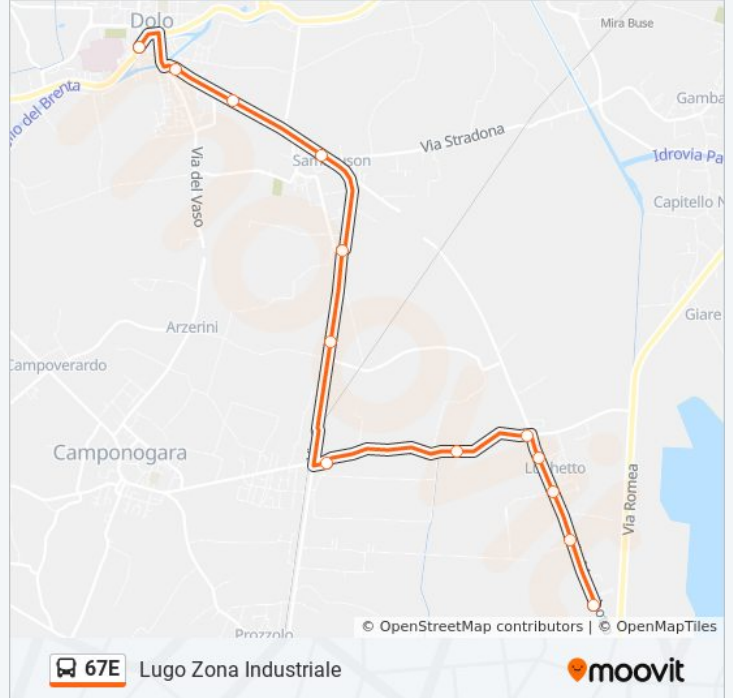 Dolo
Mira Buse
Gamba
Via Stradona
Idrovia Pa
del Brenta
Via del Vaso
Capitello N
Giare
Arzerini
Campoverardo
Camponogara
Via Romea
Prozzolo
© OpenStreetMap contributors | © OpenMapTiles
67E Lugo Zona Industriale
moovit